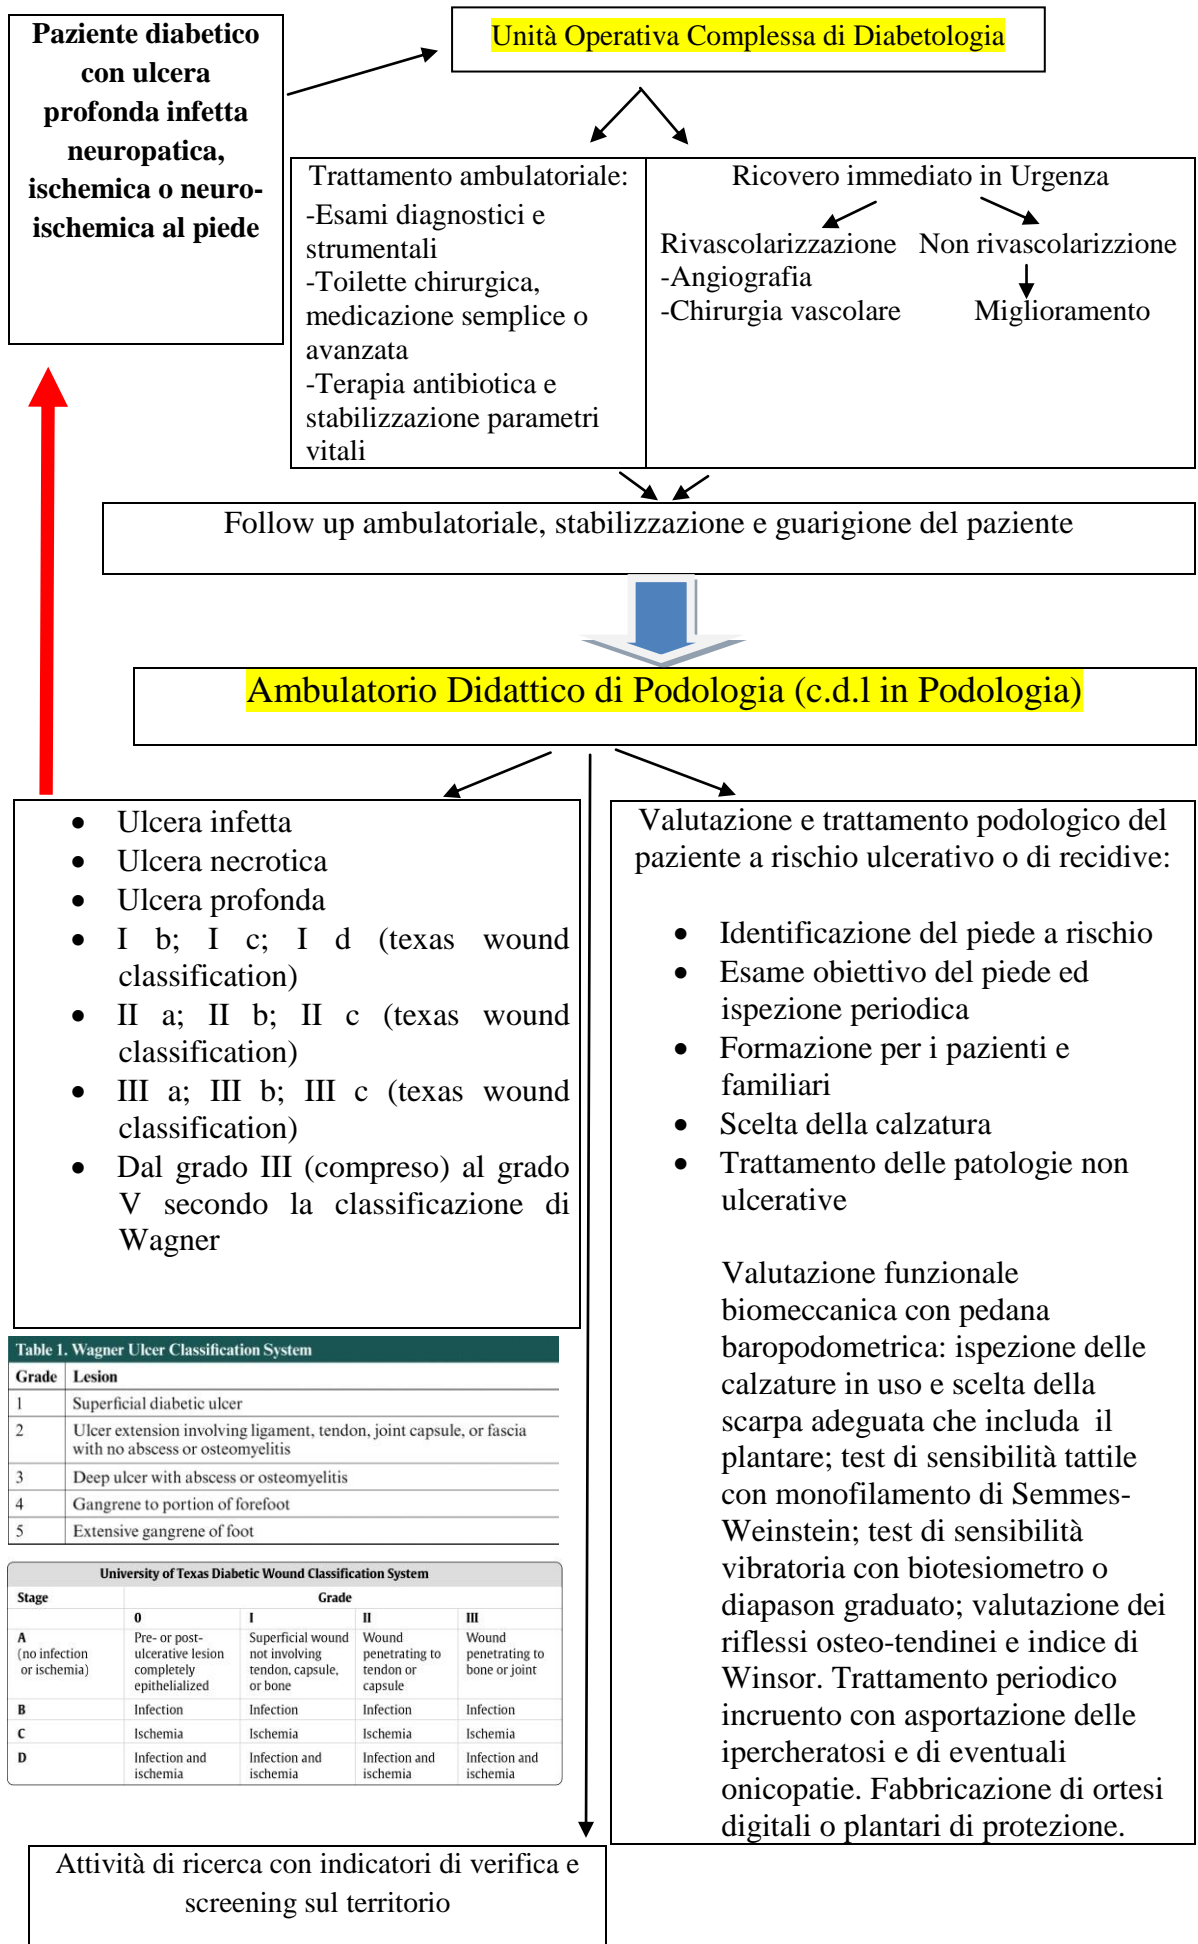 Paziente diabetico
con ulcera
profonda infetta
neuropatica,
ischemica o neuro-
ischemica al piede
Unità Operativa Complessa di Diabetologia
Trattamento ambulatoriale:
-Esami diagnostici e
strumentali
-Toilette chirurgica,
medicazione semplice o
avanzata
-Terapia antibiotica e
stabilizzazione parametri
vitali
Ricovero immediato in Urgenza
Rivascolarizzazione
-Angiografia
-Chirurgia vascolare
Non rivascolarizzione
Miglioramento
Follow up ambulatoriale, stabilizzazione e guarigione del paziente
Ambulatorio Didattico di Podologia (c.d.l in Podologia)
• Ulcera infetta
• Ulcera necrotica
• Ulcera profonda
• I b; I c; I d (texas wound
classification)
• II a; II b; II c (texas wound
classification)
• III a; III b; III c (texas wound
classification)
• Dal grado III (compreso) al grado
V secondo la classificazione di
Wagner
Valutazione e trattamento podologico del
paziente a rischio ulcerativo o di recidive:
• Identificazione del piede a rischio
• Esame obiettivo del piede ed
ispezione periodica
• Formazione per i pazienti e
familiari
• Scelta della calzatura
• Trattamento delle patologie non
ulcerative
Valutazione funzionale
biomeccanica con pedana
baropodometrica: ispezione delle
calzature in uso e scelta della
scarpa adeguata che includa il
plantare; test di sensibilità tattile
con monofilamento di Semmes-
Weinstein; test di sensibilità
vibratoria con biotesiometro o
diapason graduato; valutazione dei
riflessi osteo-tendinei e indice di
Winsor. Trattamento periodico
incruento con asportazione delle
ipercheratosi e di eventuali
onicopatie. Fabbricazione di ortesi
digitali o plantari di protezione.
Table 1. Wagner Ulcer Classification System
Grade Lesion
1 Superficial diabetic ulcer
2 Ulcer extension involving ligament, tendon, joint capsule, or fascia
with no abscess or osteomyelitis
3 Deep ulcer with abscess or osteomyelitis
4 Gangrene to portion of forefoot
5 Extensive gangrene of foot
University of Texas Diabetic Wound Classification System
Stage Grade
0 I II III
A Pre- or post- Superficial wound Wound Wound
(no infection ulcerative lesion not involving penetrating to penetrating to
or ischemia) completely tendon, capsule, tendon or bone or joint
epithelialized or bone capsule
B Infection Infection Infection Infection
C Ischemia Ischemia Ischemia Ischemia
D Infection and Infection and Infection and Infection and
ischemia ischemia ischemia ischemia
Attività di ricerca con indicatori di verifica e
screening sul territorio